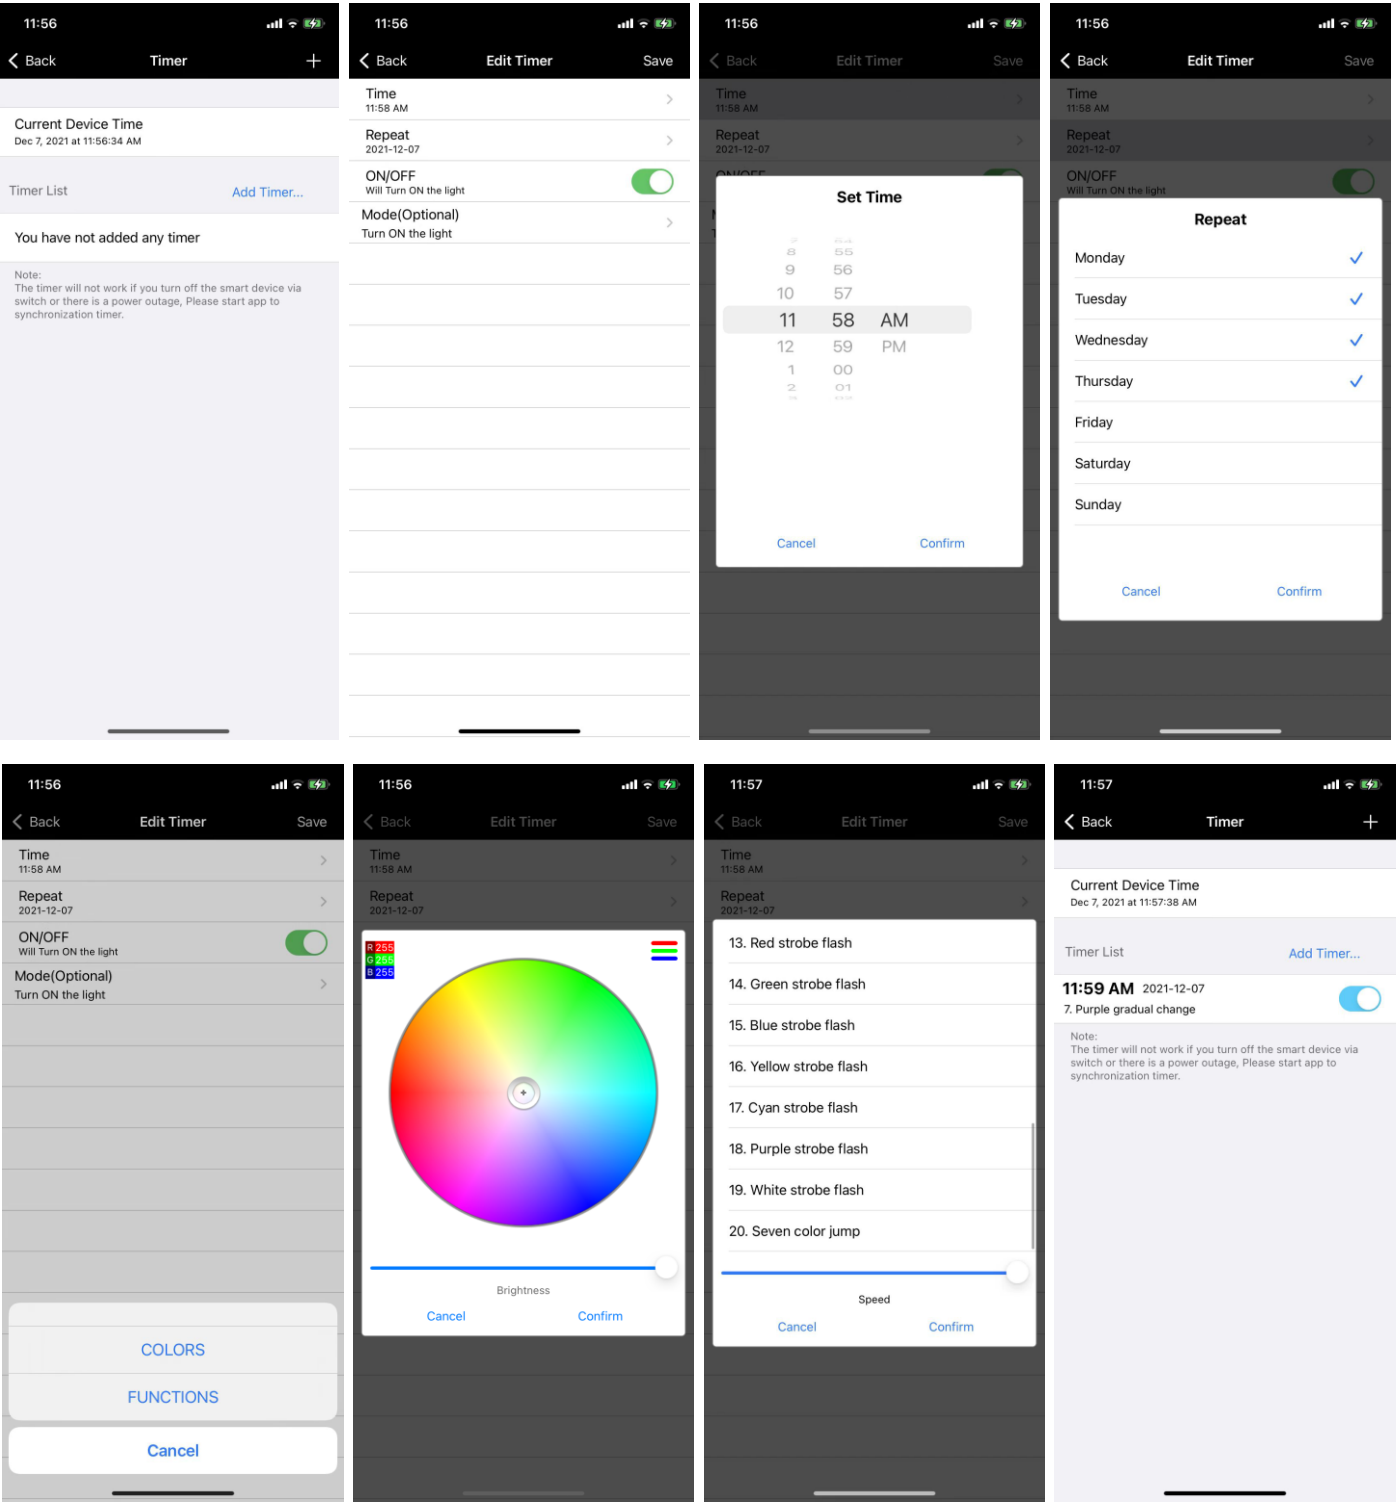 11:56
Back
Timer
+
Current Device Time
Dec 7, 2021 at 11:56:34 AM
Timer List
Add Timer...
You have not added any timer
Note:
The timer will not work if you turn off the smart device via
switch or there is a power outage, Please start app to
synchronization timer.
11:56
Back
Edit Timer
Save
Time
11:58 AM
Repeat
2021-12-07
ON/OFF
Will Turn ON the light
Mode(Optional)
Turn ON the light
11:56
Back
Edit Timer
Save
Time
11:58 AM
Repeat
2021-12-07
Set Time
8 55
9 56
10 57
11 58 AM
12 59 PM
1 00
2 01
Cancel
Confirm
11:56
Back
Edit Timer
Save
Time
11:58 AM
Repeat
2021-12-07
ON/OFF
Will Turn ON the light
Repeat
Monday
Tuesday
Wednesday
Thursday
Friday
Saturday
Sunday
Cancel
Confirm
11:56
Back
Edit Timer
Save
Time
11:58 AM
Repeat
2021-12-07
ON/OFF
Will Turn ON the light
Mode(Optional)
Turn ON the light
COLORS
FUNCTIONS
Cancel
11:56
Back
Edit Timer
Save
Time
11:58 AM
Repeat
2021-12-07
R 255
G 255
B 255
Brightness
Cancel
Confirm
11:57
Back
Edit Timer
Save
Time
11:58 AM
Repeat
2021-12-07
13. Red strobe flash
14. Green strobe flash
15. Blue strobe flash
16. Yellow strobe flash
17. Cyan strobe flash
18. Purple strobe flash
19. White strobe flash
20. Seven color jump
Speed
Cancel
Confirm
11:57
Back
Timer
+
Current Device Time
Dec 7, 2021 at 11:57:38 AM
Timer List
Add Timer...
11:59 AM 2021-12-07
7. Purple gradual change
Note:
The timer will not work if you turn off the smart device via
switch or there is a power outage, Please start app to
synchronization timer.